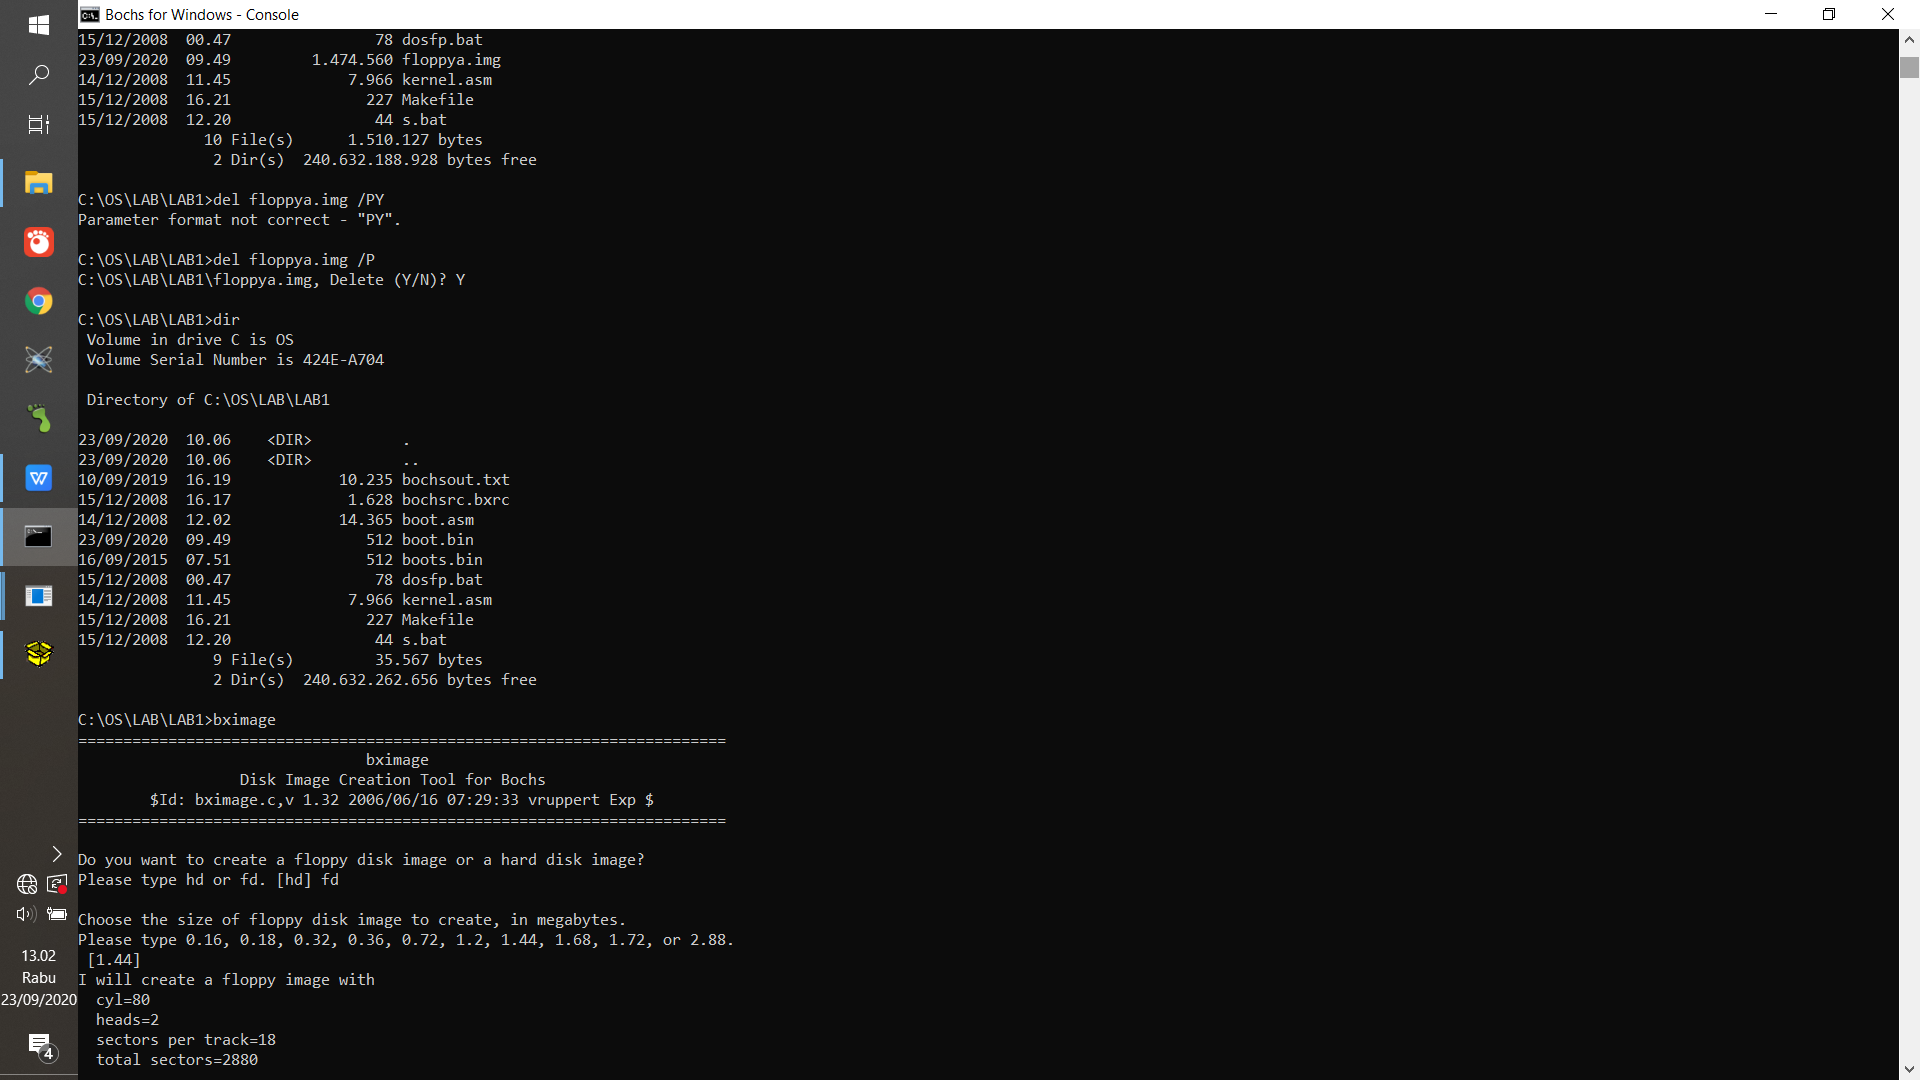 Bochs for Windows - Console
15/12/2008  00.47                78 dosfp.bat
23/09/2020  09.49         1.474.560 floppya.img
14/12/2008  11.45             7.966 kernel.asm
15/12/2008  16.21               227 Makefile
15/12/2008  12.20                44 s.bat
              10 File(s)      1.510.127 bytes
               2 Dir(s)  240.632.188.928 bytes free
C:\OS\LAB\LAB1>del floppya.img /PY
Parameter format not correct - "PY".
C:\OS\LAB\LAB1>del floppya.img /P
C:\OS\LAB\LAB1\floppya.img, Delete (Y/N)? Y
C:\OS\LAB\LAB1>dir
 Volume in drive C is OS
 Volume Serial Number is 424E-A704
 Directory of C:\OS\LAB\LAB1
23/09/2020  10.06    <DIR>          .
23/09/2020  10.06    <DIR>          ..
10/09/2019  16.19            10.235 bochsout.txt
15/12/2008  16.17             1.628 bochsrc.bxrc
14/12/2008  12.02            14.365 boot.asm
23/09/2020  09.49               512 boot.bin
16/09/2015  07.51               512 boots.bin
15/12/2008  00.47                78 dosfp.bat
14/12/2008  11.45             7.966 kernel.asm
15/12/2008  16.21               227 Makefile
15/12/2008  12.20                44 s.bat
               9 File(s)         35.567 bytes
               2 Dir(s)  240.632.262.656 bytes free
C:\OS\LAB\LAB1>bximage
========================================================================
                                bximage
                  Disk Image Creation Tool for Bochs
        $Id: bximage.c,v 1.32 2006/06/16 07:29:33 vruppert Exp $
========================================================================
Do you want to create a floppy disk image or a hard disk image?
Please type hd or fd. [hd] fd
Choose the size of floppy disk image to create, in megabytes.
Please type 0.16, 0.18, 0.32, 0.36, 0.72, 1.2, 1.44, 1.68, 1.72, or 2.88.
 [1.44]
I will create a floppy image with
  cyl=80
  heads=2
  sectors per track=18
  total sectors=2880
13.02
Rabu
23/09/2020
4